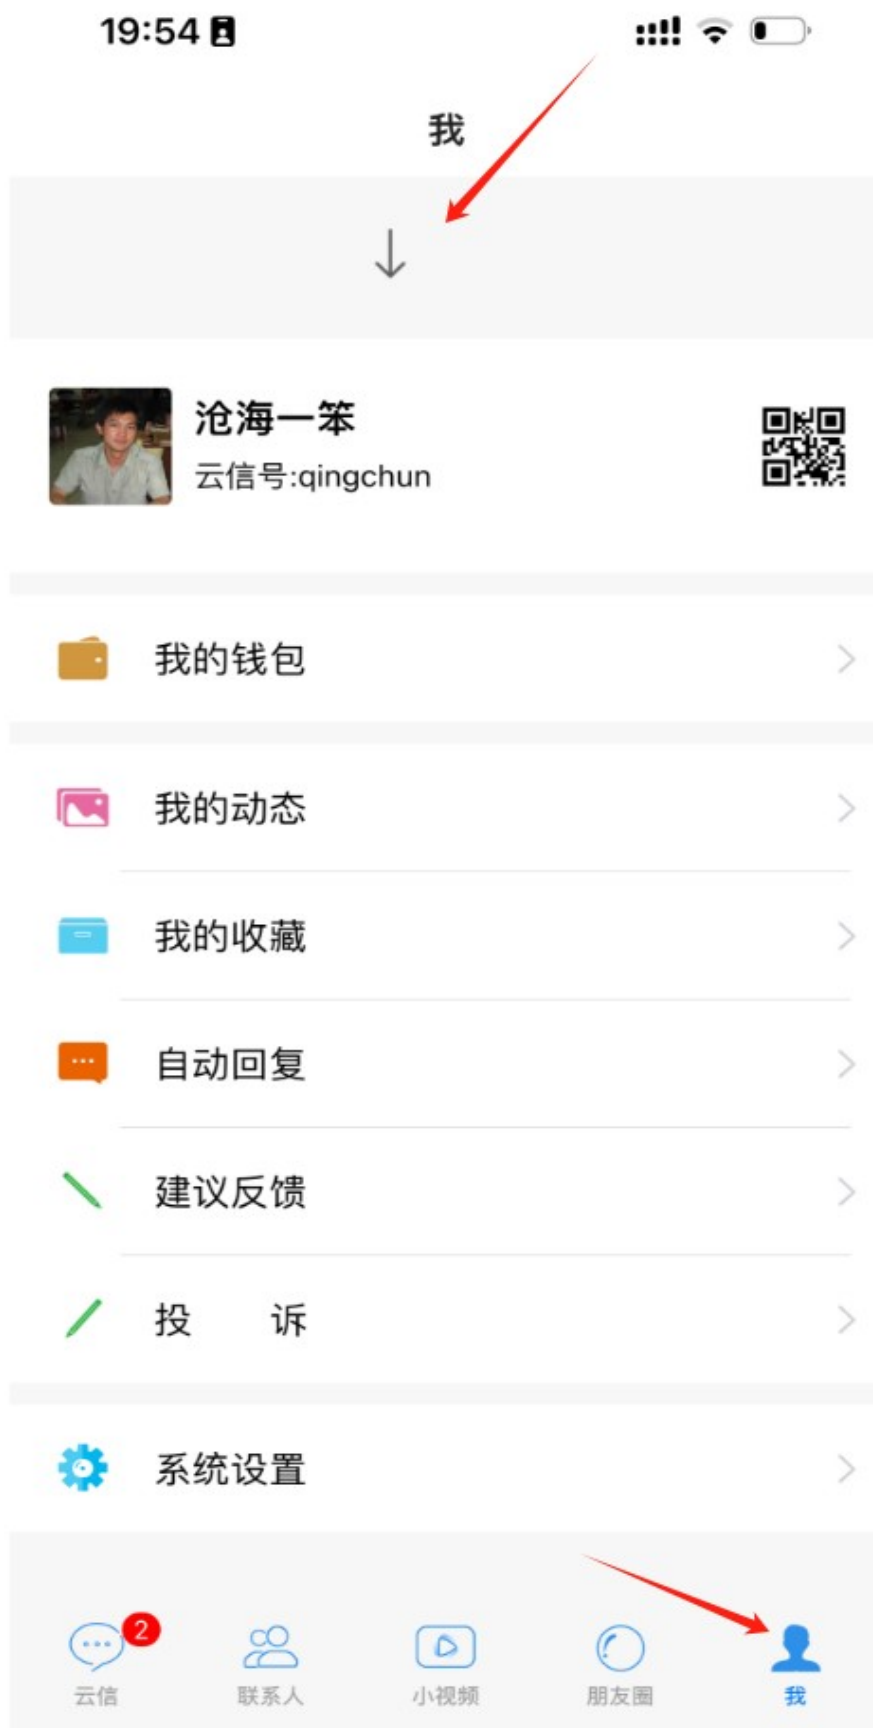 19:54
我
沧海一笨
云信号:qingchun
我的钱包
我的动态
我的收藏
自动回复
建议反馈
投 诉
系统设置
2
云信 联系人 小视频 朋友圈 我